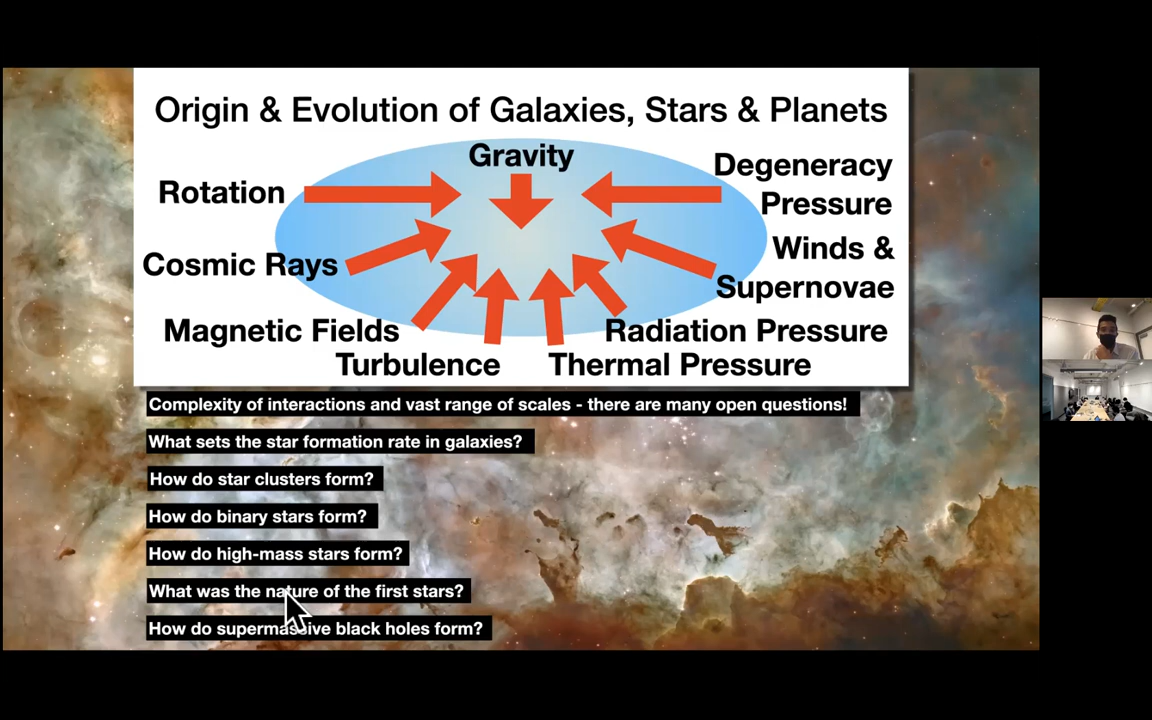 Origin & Evolution of Galaxies, Stars & Planets
Gravity
Rotation
Degeneracy
Pressure
Cosmic Rays
Winds &
Supernovae
Magnetic Fields
Radiation Pressure
Turbulence
Thermal Pressure
Complexity of interactions and vast range of scales - there are many open questions!
What sets the star formation rate in galaxies?
How do star clusters form?
How do binary stars form?
How do high-mass stars form?
What was the nature of the first stars?
How do supermassive black holes form?